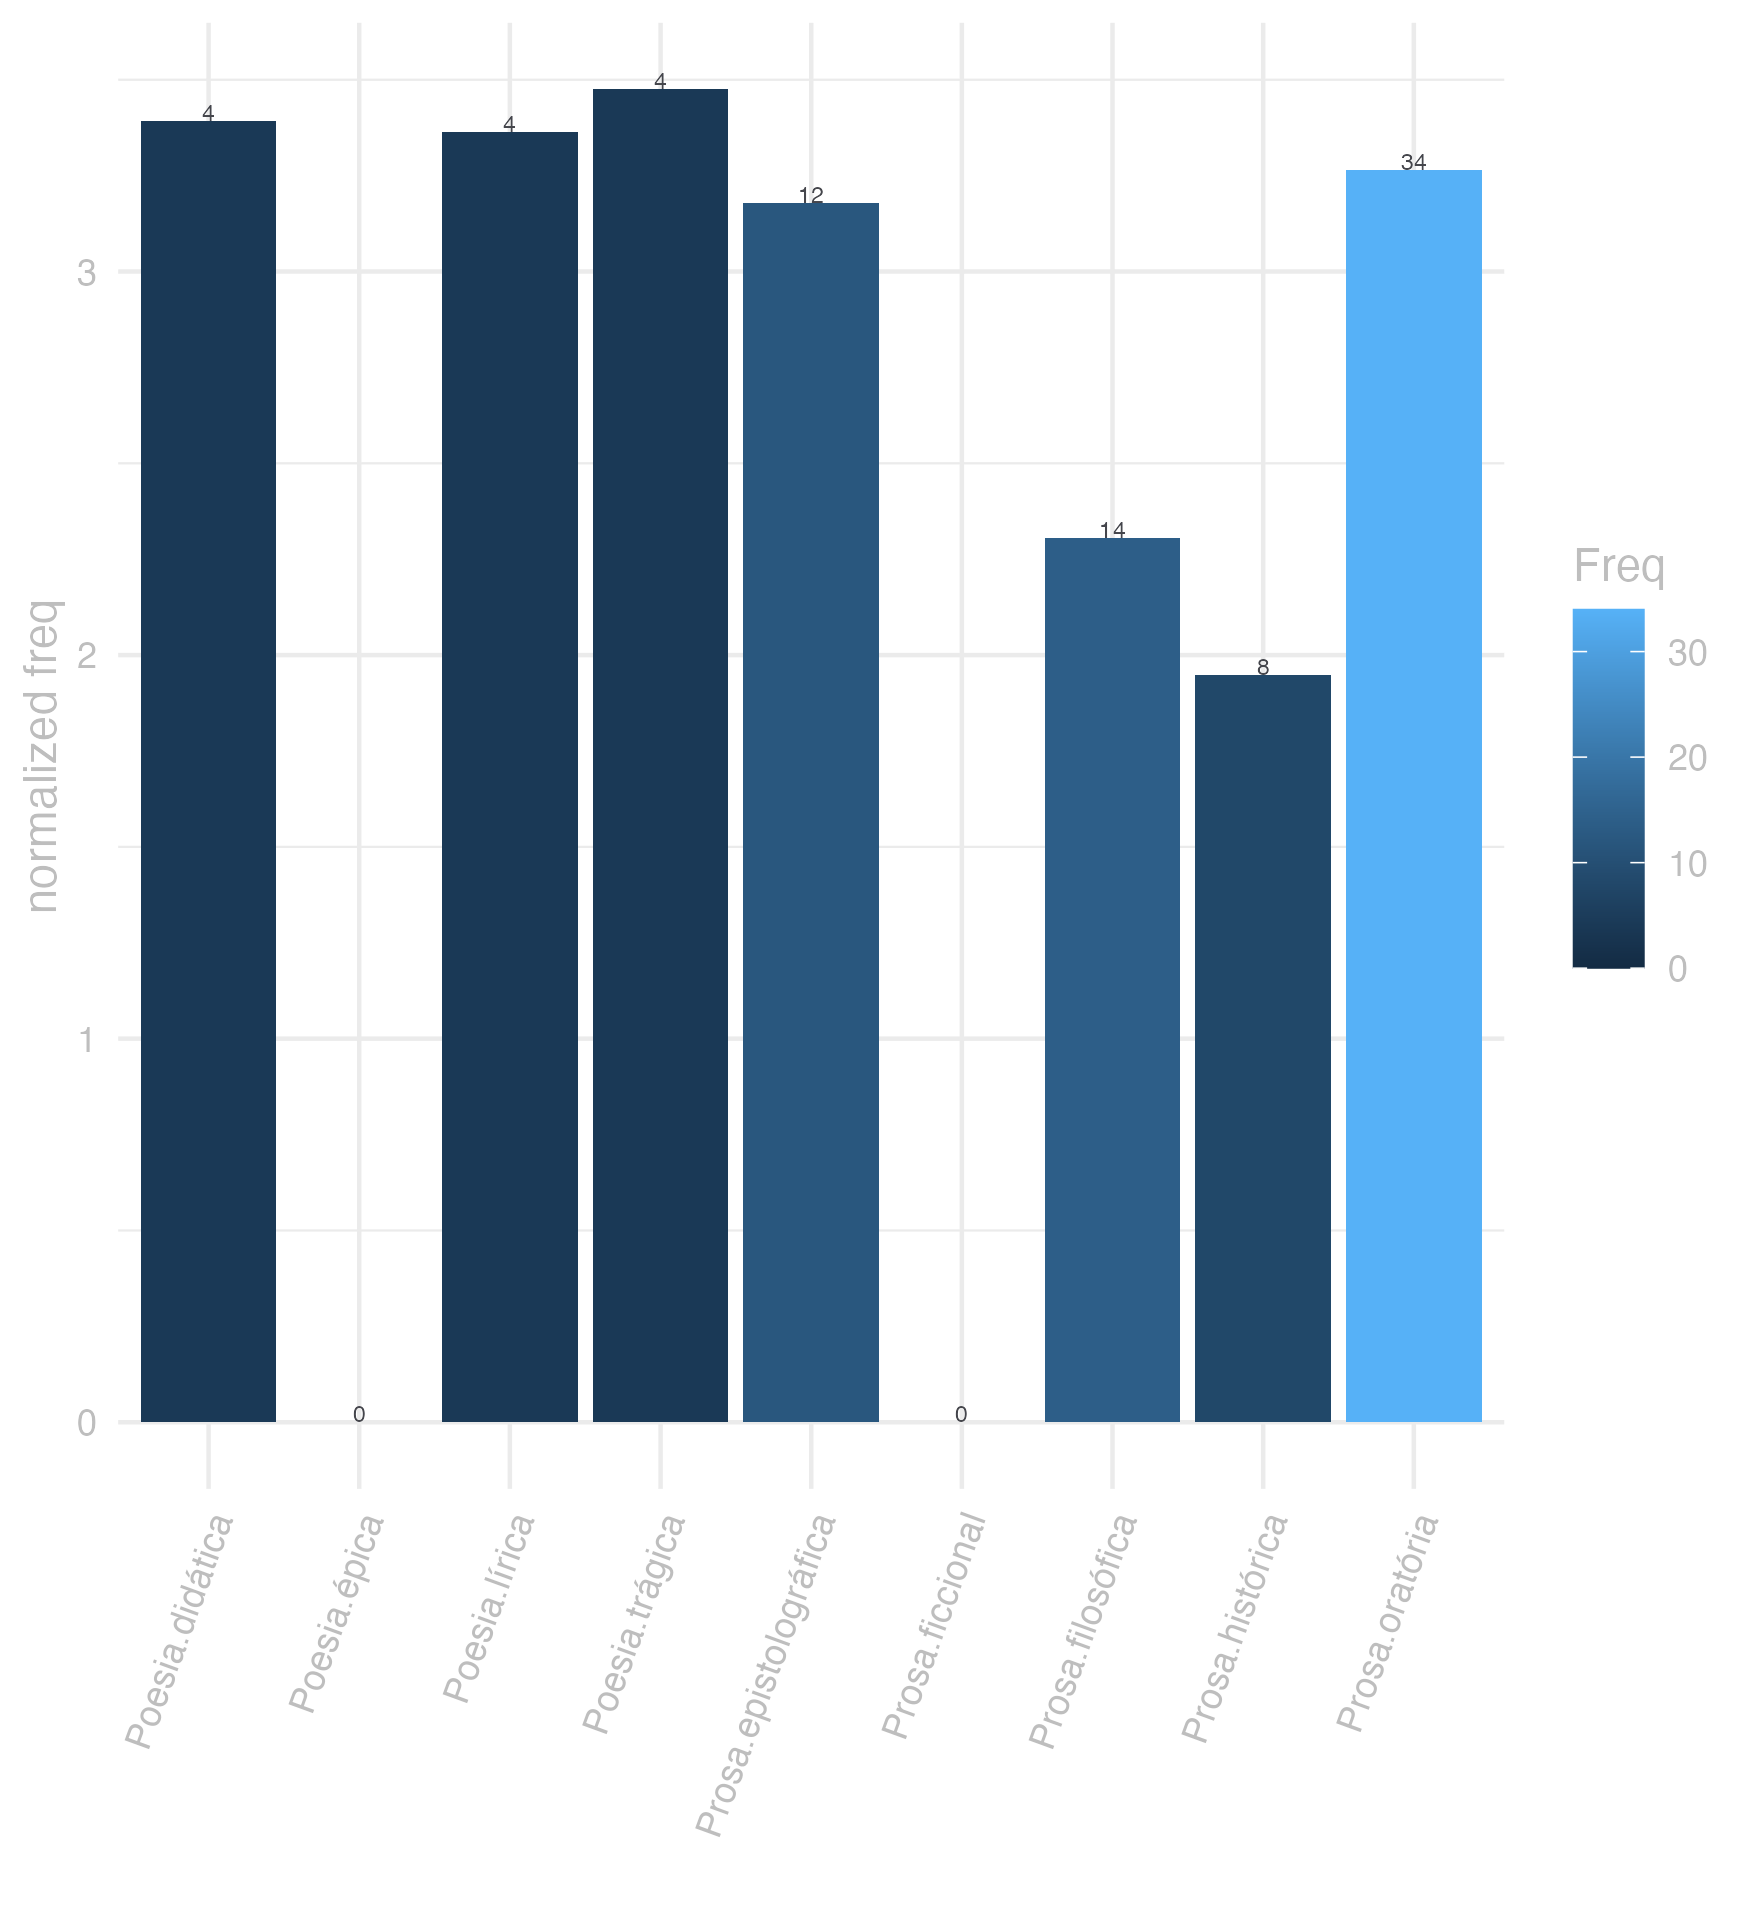 4
4
4
12
34
14
8
0
0
3
2
1
0
normalized freq
Poesia.didática
Poesia.épica
Poesia.lírica
Poesia.trágica
Prosa.epistolográfica
Prosa.ficcional
Prosa.filosófica
Prosa.histórica
Prosa.oratória
Freq
30
20
10
0